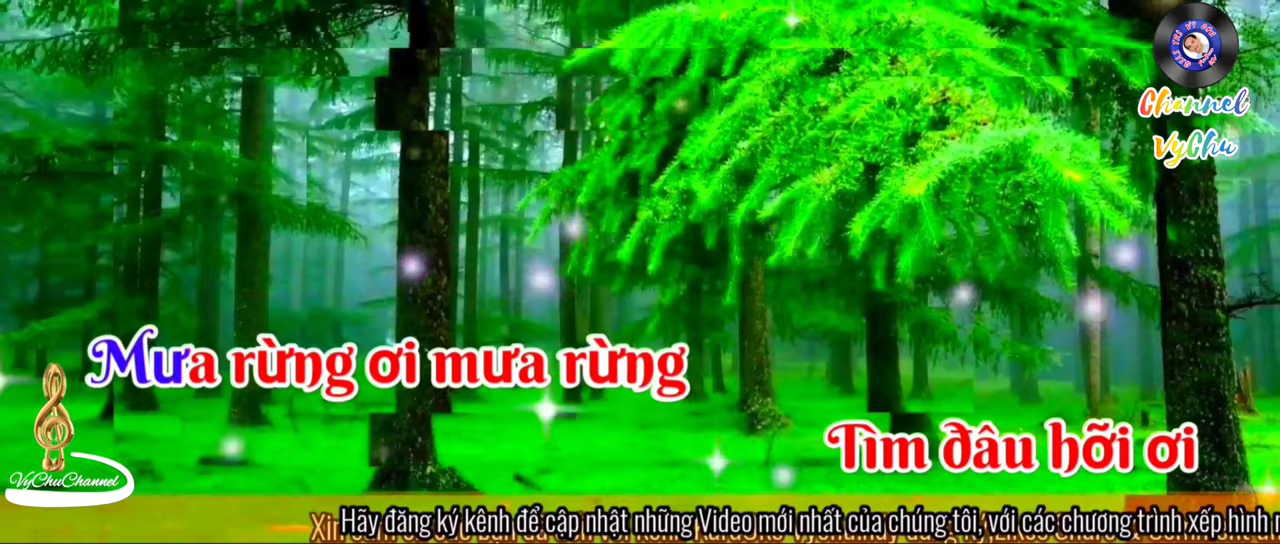 Channel
VyChu
Mưa rừng ơi mưa rừng
Tìm đâu hỡi ơi
VyChuChannel
Hãy đăng ký kênh để cập nhật những Video mới nhất của chúng tôi, với các chương trình xếp hình